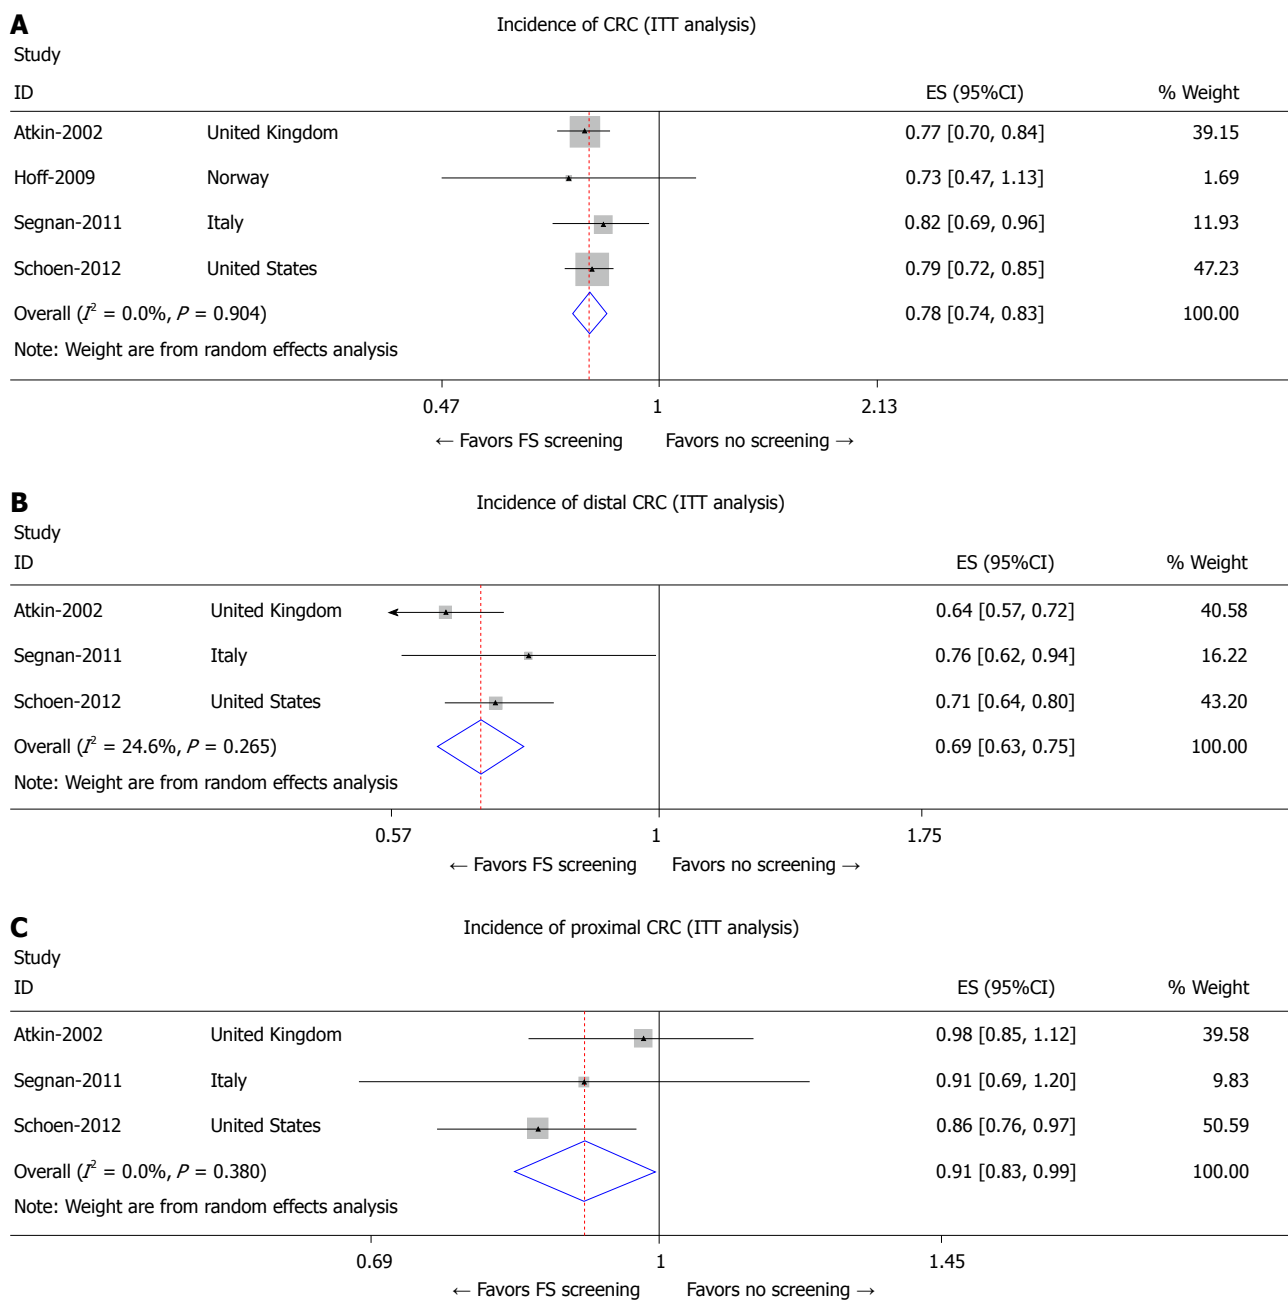 A
Incidence of CRC (ITT analysis)
Study
ID ES (95%CI) % Weight
Atkin-2002 United Kingdom 0.77 [0.70, 0.84] 39.15
Hoff-2009 Norway 0.73 [0.47, 1.13] 1.69
Segnan-2011 Italy 0.82 [0.69, 0.96] 11.93
Schoen-2012 United States 0.79 [0.72, 0.85] 47.23
Overall (I² = 0.0%, P = 0.904) 0.78 [0.74, 0.83] 100.00
Note: Weight are from random effects analysis
0.47 1 2.13
← Favors FS screening Favors no screening →
B
Incidence of distal CRC (ITT analysis)
Study
ID ES (95%CI) % Weight
Atkin-2002 United Kingdom 0.64 [0.57, 0.72] 40.58
Segnan-2011 Italy 0.76 [0.62, 0.94] 16.22
Schoen-2012 United States 0.71 [0.64, 0.80] 43.20
Overall (I² = 24.6%, P = 0.265) 0.69 [0.63, 0.75] 100.00
Note: Weight are from random effects analysis
0.57 1 1.75
← Favors FS screening Favors no screening →
C
Incidence of proximal CRC (ITT analysis)
Study
ID ES (95%CI) % Weight
Atkin-2002 United Kingdom 0.98 [0.85, 1.12] 39.58
Segnan-2011 Italy 0.91 [0.69, 1.20] 9.83
Schoen-2012 United States 0.86 [0.76, 0.97] 50.59
Overall (I² = 0.0%, P = 0.380) 0.91 [0.83, 0.99] 100.00
Note: Weight are from random effects analysis
0.69 1 1.45
← Favors FS screening Favors no screening →